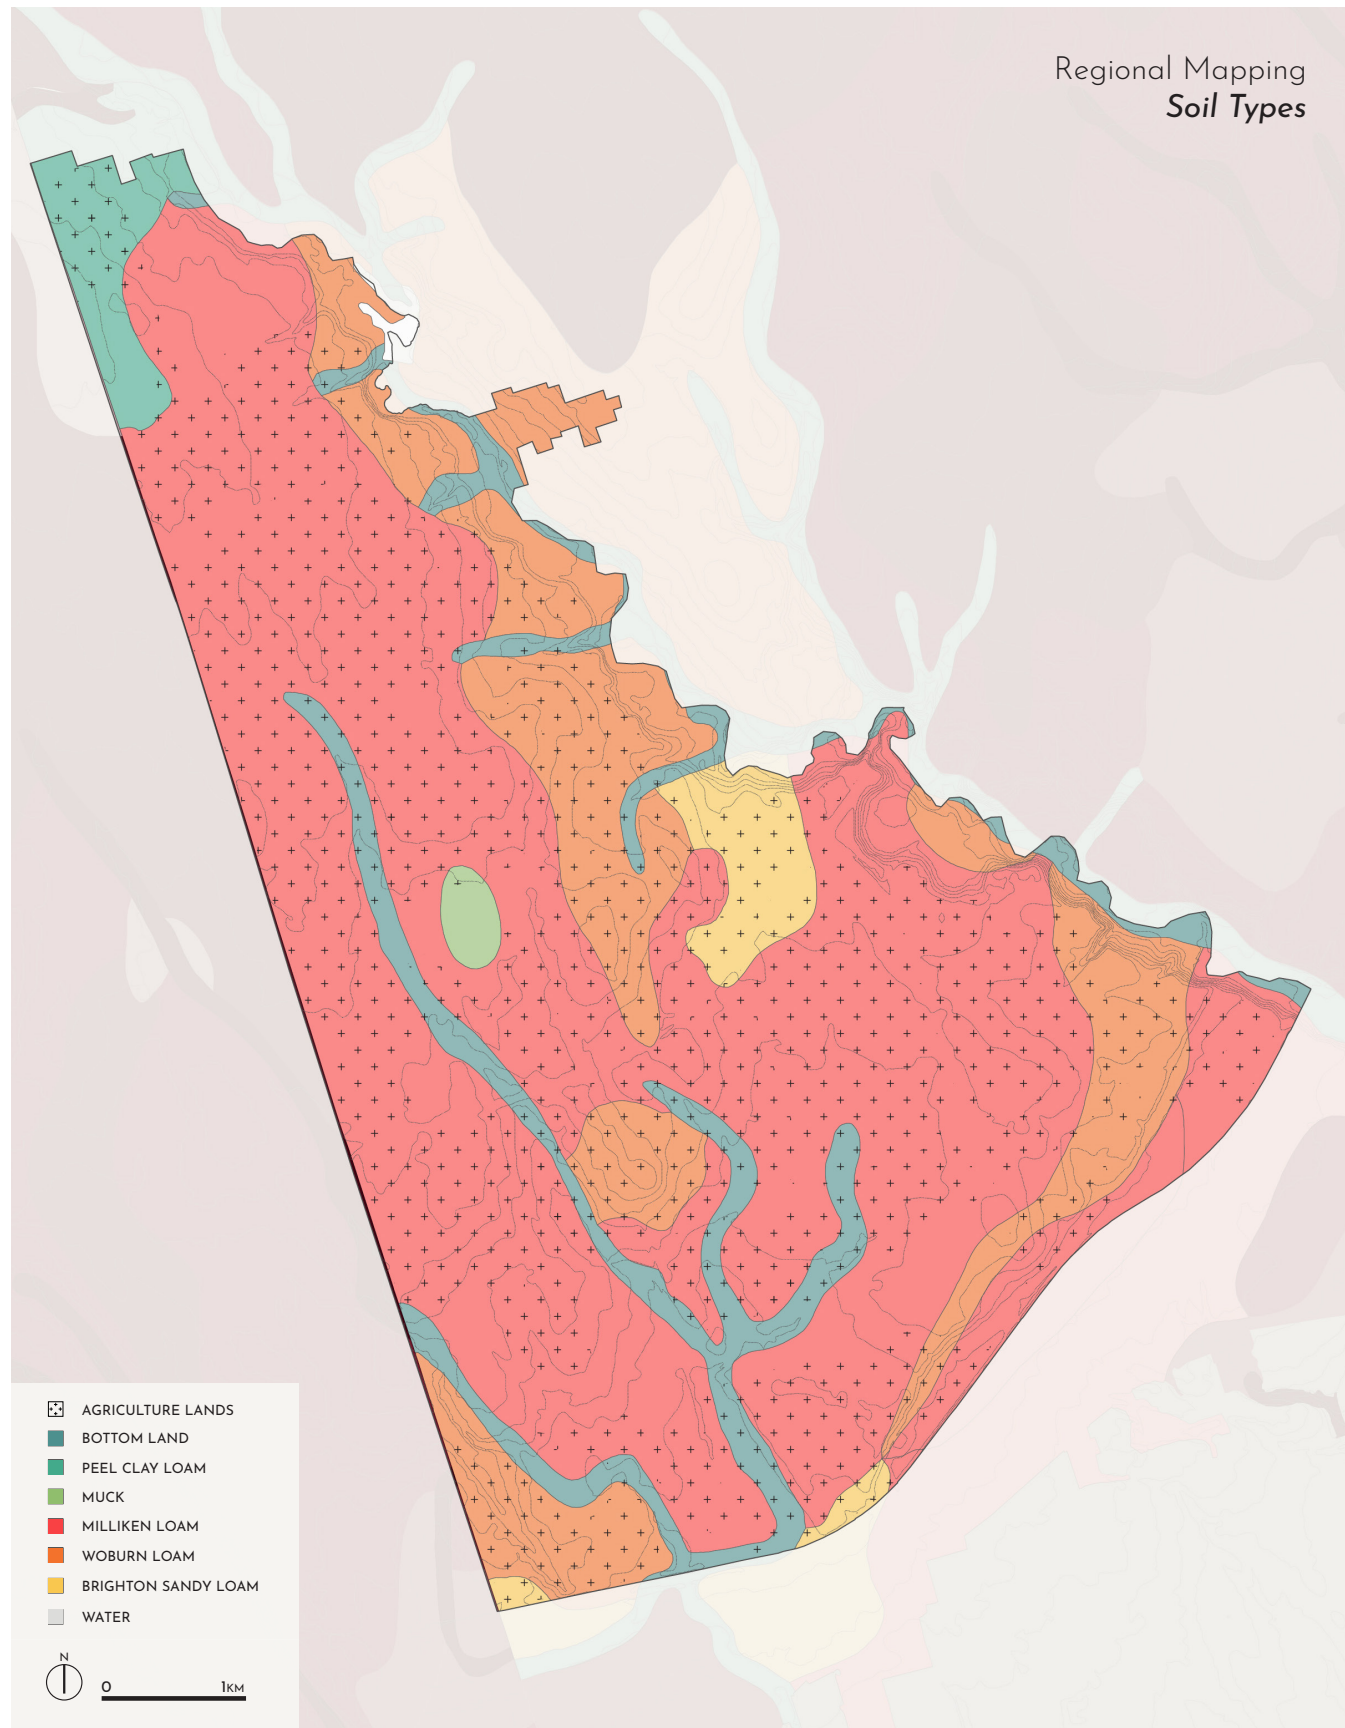 Regional Mapping
Soil Types
AGRICULTURE LANDS
BOTTOM LAND
PEEL CLAY LOAM
MUCK
MILLIKEN LOAM
WOBURN LOAM
BRIGHTON SANDY LOAM
WATER
N
0 1KM